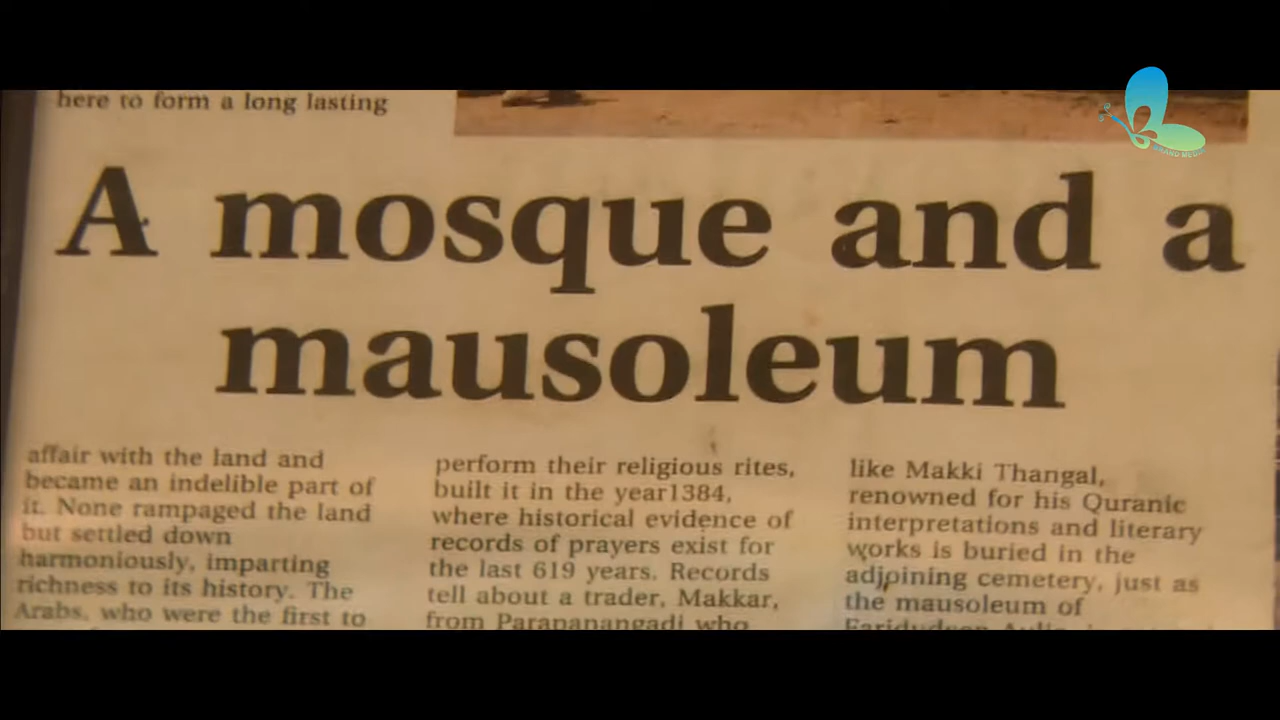 here to form a long lasting
A mosque and a
mausoleum
affair with the land and
became an indelible part of
it. None rampaged the land
but settled down
harmoniously, imparting
richness to its history. The
Arabs, who were the first to
perform their religious rites,
built it in the year1384,
where historical evidence of
records of prayers exist for
the last 619 years. Records
tell about a trader, Makkar,
from Parapanangadi who
like Makki Thangal,
renowned for his Quranic
interpretations and literary
works is buried in the
adjoining cemetery, just as
the mausoleum of